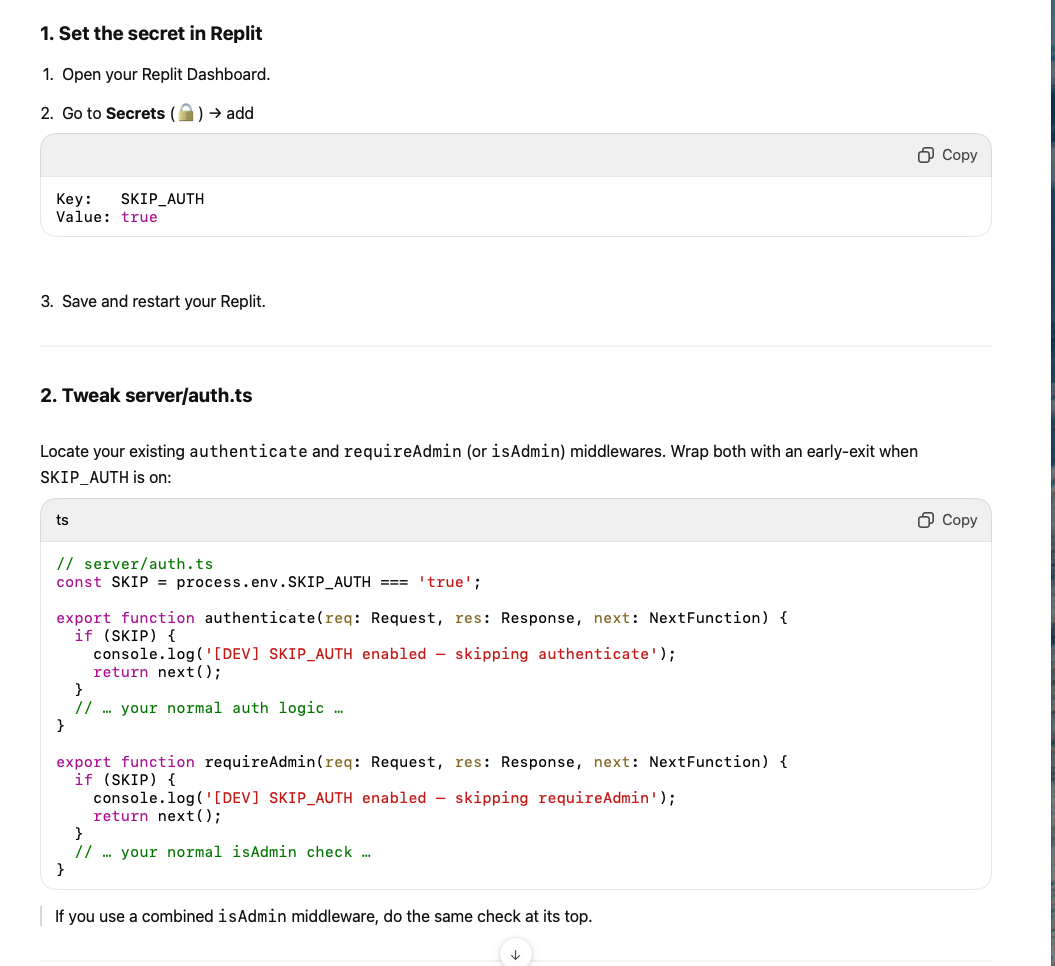 1. Set the secret in Replit
1. Open your Replit Dashboard.
2. Go to Secrets (🔒) → add
Copy
Key:   SKIP_AUTH
Value: true
3. Save and restart your Replit.
2. Tweak server/auth.ts
Locate your existing authenticate and requireAdmin (or isAdmin) middlewares. Wrap both with an early-exit when
SKIP_AUTH is on:
ts
Copy
// server/auth.ts
const SKIP = process.env.SKIP_AUTH === 'true';
export function authenticate(req: Request, res: Response, next: NextFunction) {
  if (SKIP) {
    console.log('[DEV] SKIP_AUTH enabled — skipping authenticate');
    return next();
  }
  // … your normal auth logic …
}
export function requireAdmin(req: Request, res: Response, next: NextFunction) {
  if (SKIP) {
    console.log('[DEV] SKIP_AUTH enabled — skipping requireAdmin');
    return next();
  }
  // … your normal isAdmin check …
}
If you use a combined isAdmin middleware, do the same check at its top.